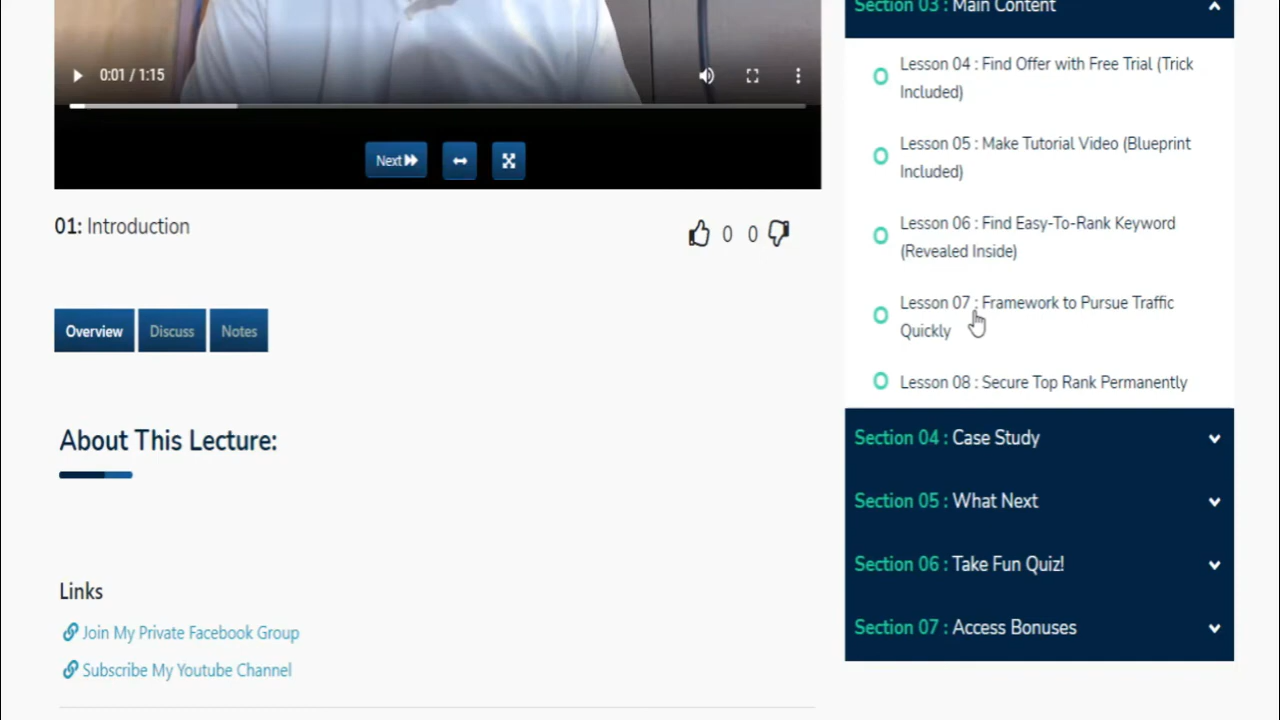 0:01 / 1:15
Next
01: Introduction
0 0
Overview
Discuss
Notes
About This Lecture:
Links
Join My Private Facebook Group
Subscribe My Youtube Channel
Section 03 : Main Content
Lesson 04 : Find Offer with Free Trial (Trick
Included)
Lesson 05 : Make Tutorial Video (Blueprint
Included)
Lesson 06 : Find Easy-To-Rank Keyword
(Revealed Inside)
Lesson 07 : Framework to Pursue Traffic
Quickly
Lesson 08 : Secure Top Rank Permanently
Section 04 : Case Study
Section 05 : What Next
Section 06 : Take Fun Quiz!
Section 07 : Access Bonuses